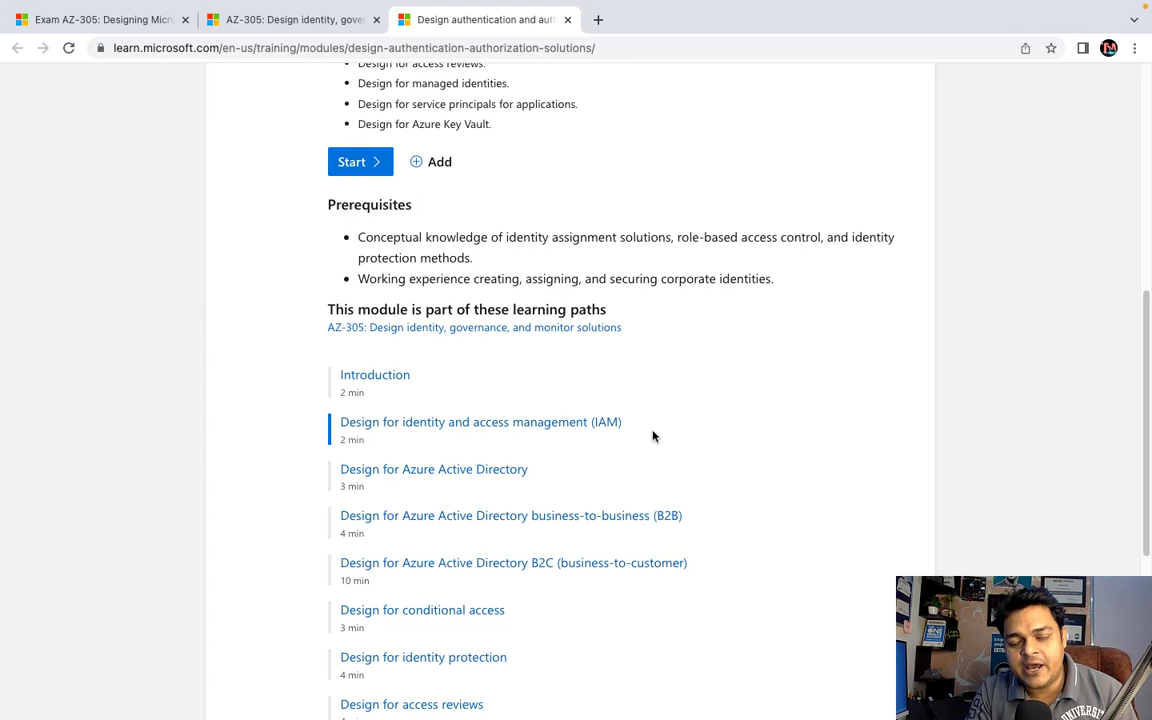 Exam AZ-305: Designing Micro
AZ-305: Design identity, gover
Design authentication and aut
learn.microsoft.com/en-us/training/modules/design-authentication-authorization-solutions/
Design for access reviews.
Design for managed identities.
Design for service principals for applications.
Design for Azure Key Vault.
Start
Add
Prerequisites
Conceptual knowledge of identity assignment solutions, role-based access control, and identity
protection methods.
Working experience creating, assigning, and securing corporate identities.
This module is part of these learning paths
AZ-305: Design identity, governance, and monitor solutions
Introduction
2 min
Design for identity and access management (IAM)
2 min
Design for Azure Active Directory
3 min
Design for Azure Active Directory business-to-business (B2B)
4 min
Design for Azure Active Directory B2C (business-to-customer)
10 min
Design for conditional access
3 min
Design for identity protection
4 min
Design for access reviews